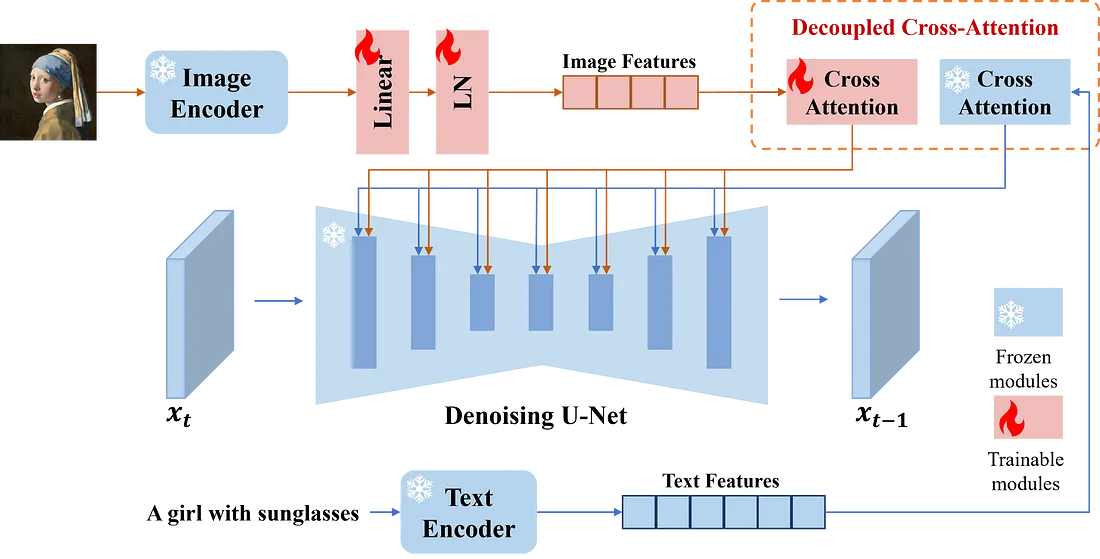 Decoupled Cross-Attention
Image
Encoder
Linear
LN
Image Features
Cross
Attention
Cross
Attention
x_t
Denoising U-Net
x_{t-1}
Frozen
modules
Trainable
modules
A girl with sunglasses
Text
Encoder
Text Features